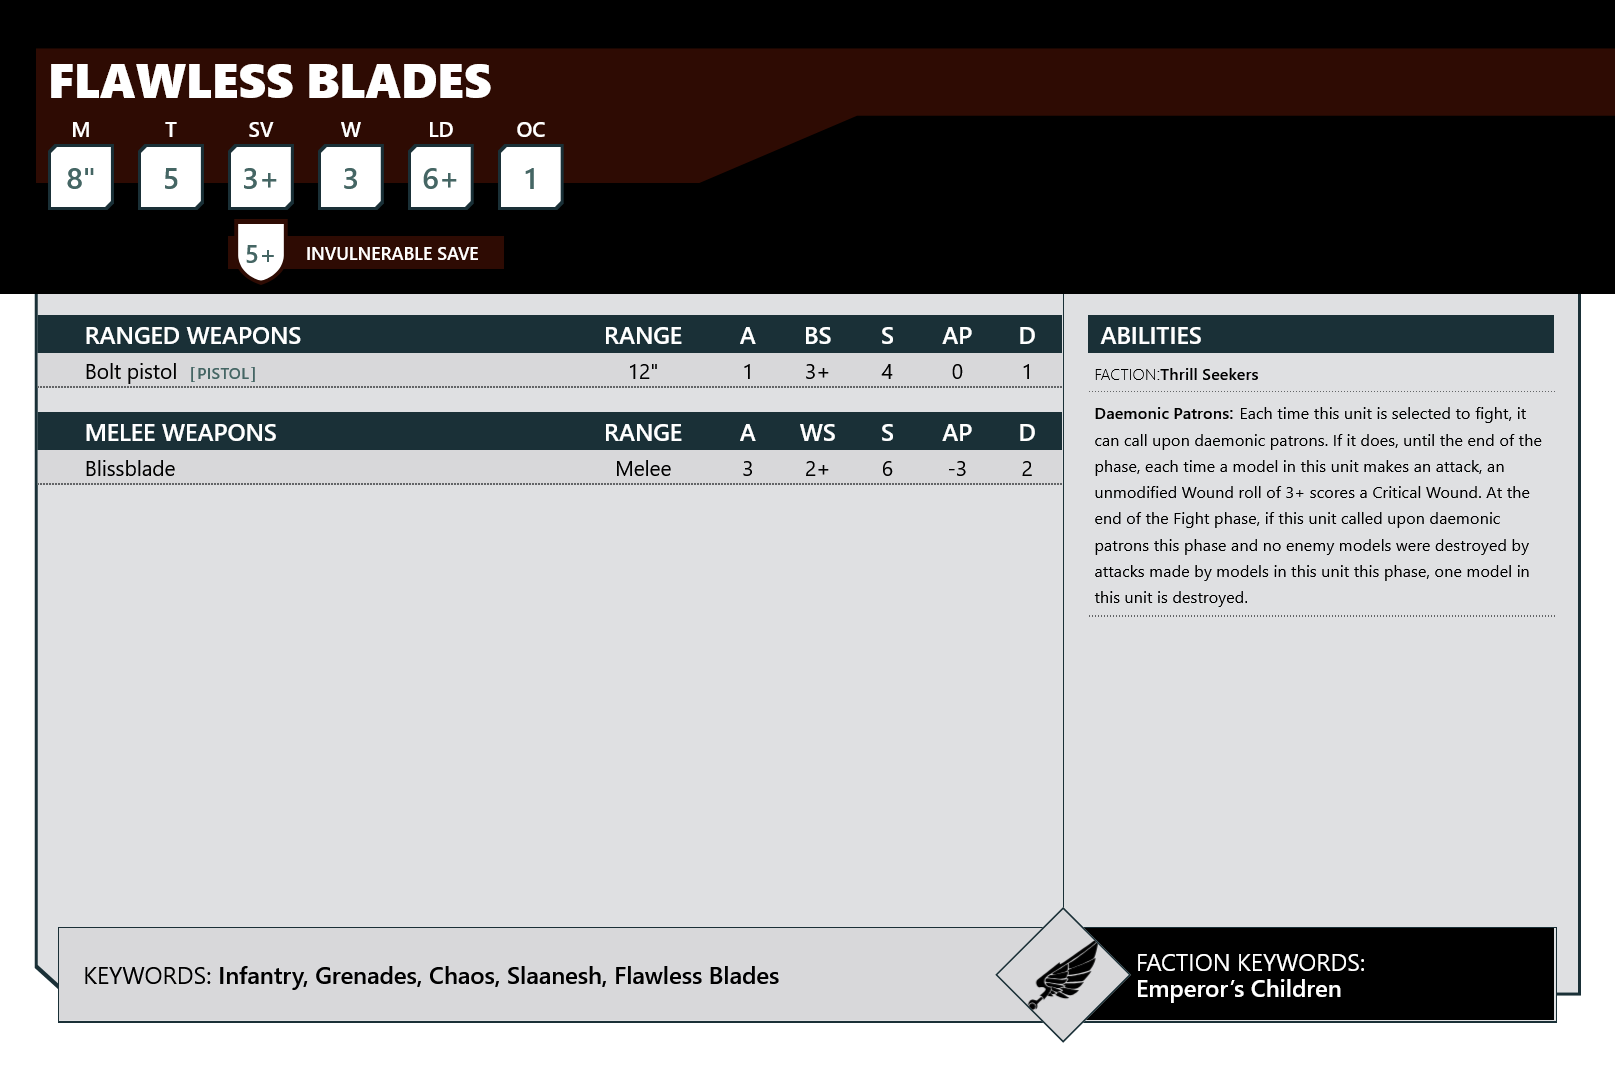 FLAWLESS BLADES
M T SV W LD OC
8" 5 3+ 3 6+ 1
5+ INVULNERABLE SAVE
RANGED WEAPONS RANGE A BS S AP D
Bolt pistol [PISTOL] 12" 1 3+ 4 0 1
MELEE WEAPONS RANGE A WS S AP D
Blissblade Melee 3 2+ 6 -3 2
ABILITIES
FACTION:Thrill Seekers
Daemonic Patrons: Each time this unit is selected to fight, it
can call upon daemonic patrons. If it does, until the end of the
phase, each time a model in this unit makes an attack, an
unmodified Wound roll of 3+ scores a Critical Wound. At the
end of the Fight phase, if this unit called upon daemonic
patrons this phase and no enemy models were destroyed by
attacks made by models in this unit this phase, one model in
this unit is destroyed.
KEYWORDS: Infantry, Grenades, Chaos, Slaanesh, Flawless Blades
FACTION KEYWORDS:
Emperor’s Children